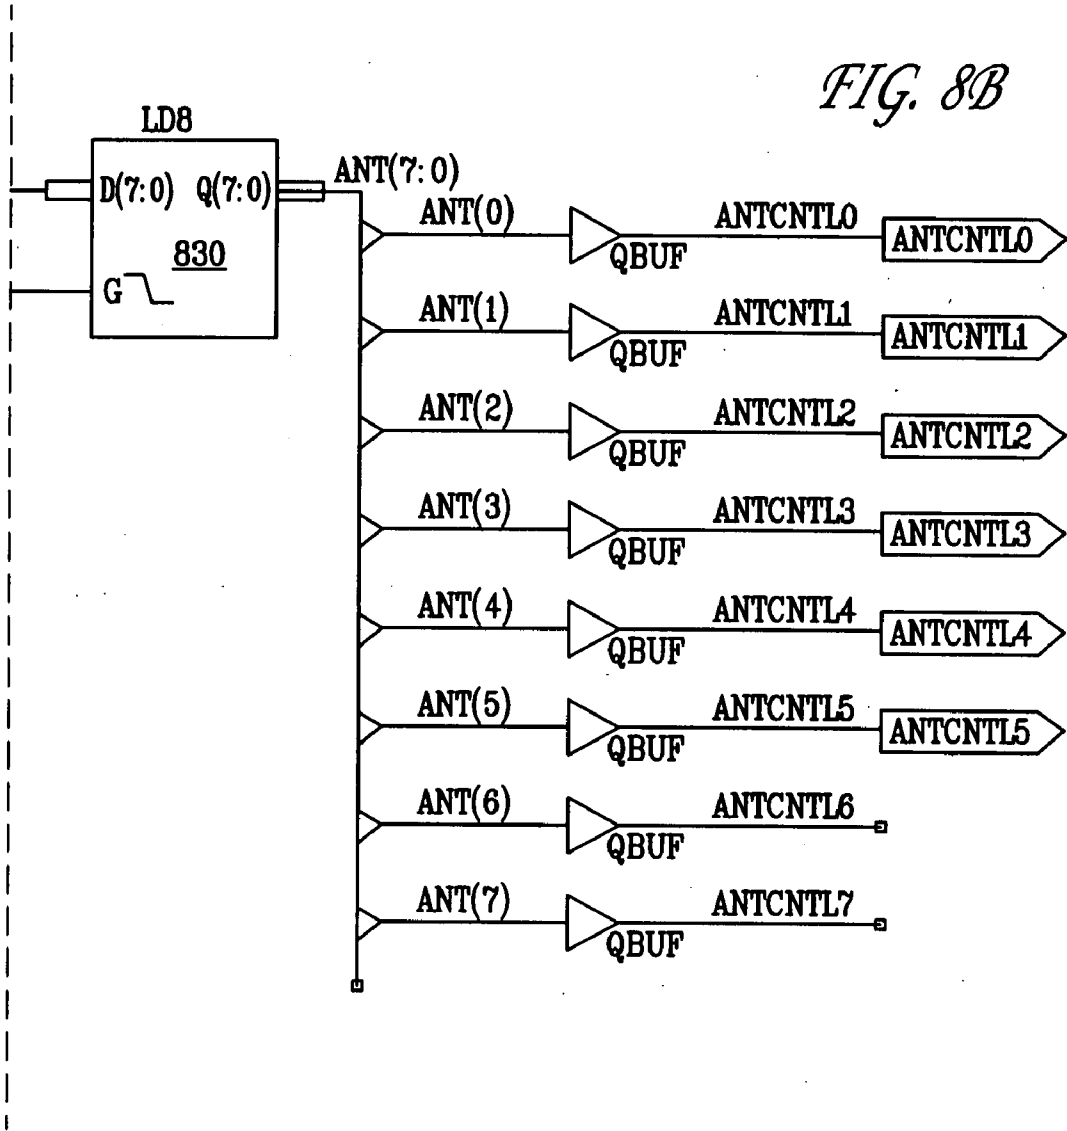 FIG. 8B
LD8
D(7:0) Q(7:0)
830
G
ANT(7:0)
ANT(0) QBUF ANTCNTL0 ANTCNTL0
ANT(1) QBUF ANTCNTL1 ANTCNTL1
ANT(2) QBUF ANTCNTL2 ANTCNTL2
ANT(3) QBUF ANTCNTL3 ANTCNTL3
ANT(4) QBUF ANTCNTL4 ANTCNTL4
ANT(5) QBUF ANTCNTL5 ANTCNTL5
ANT(6) QBUF ANTCNTL6
ANT(7) QBUF ANTCNTL7